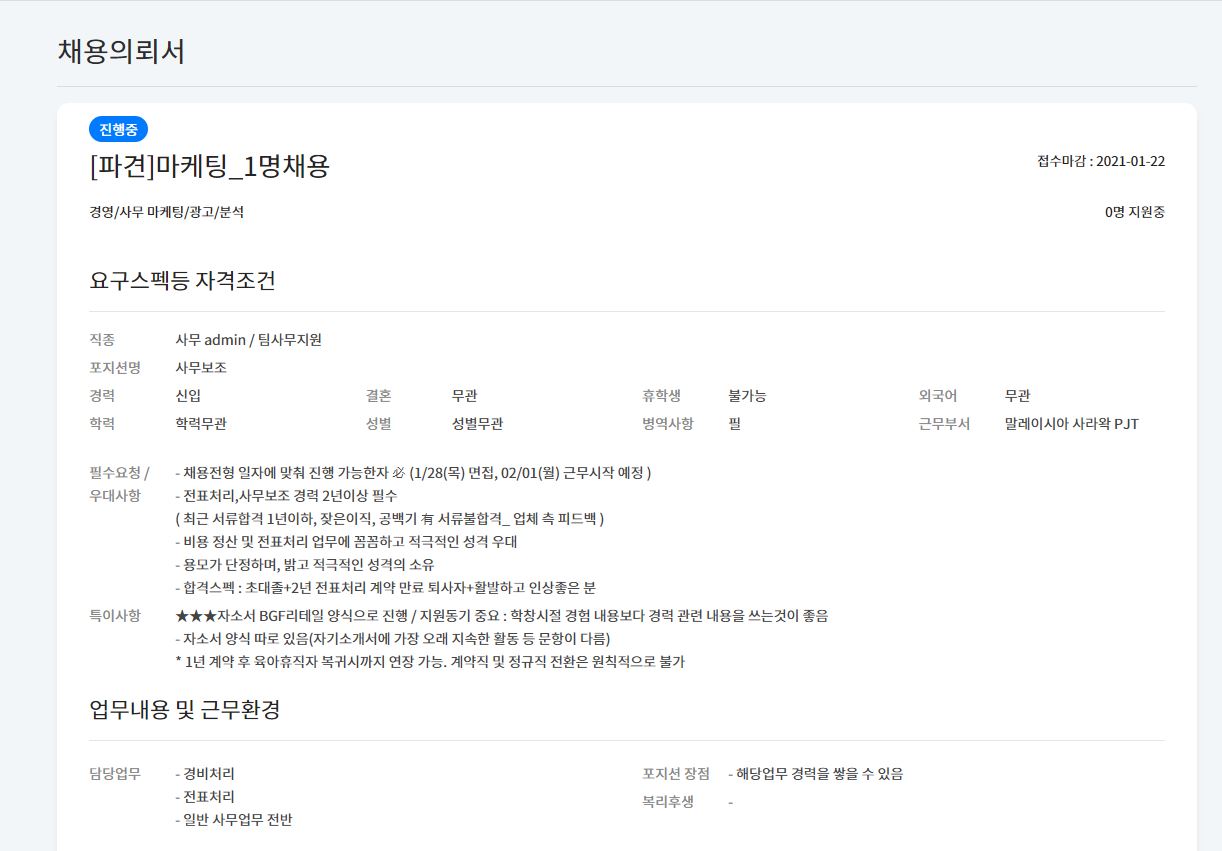 채용의뢰서
진행중
[파견]마케팅_1명채용
접수마감 : 2021-01-22
경영/사무 마케팅/광고/분석
0명 지원중
요구스펙등 자격조건
직종 사무 admin / 팀사무지원
포지션명 사무보조
경력 신입 결혼 무관 휴학생 불가능 외국어 무관
학력 학력무관 성별 성별무관 병역사항 필 근무부서 말레이시아 사라왁 PJT
필수요청 / - 채용전형 일자에 맞춰 진행 가능한자 必 (1/28(목) 면접, 02/01(월) 근무시작 예정 )
우대사항 - 전표처리,사무보조 경력 2년이상 필수
( 최근 서류합격 1년이하, 잦은이직, 공백기 有 서류불합격_ 업체 측 피드백 )
- 비용 정산 및 전표처리 업무에 꼼꼼하고 적극적인 성격 우대
- 용모가 단정하며, 밝고 적극적인 성격의 소유
- 합격스펙 : 초대졸+2년 전표처리 계약 만료 퇴사자+활발하고 인상좋은 분
특이사항 ★★★자소서 BGF리테일 양식으로 진행 / 지원동기 중요 : 학창시절 경험 내용보다 경력 관련 내용을 쓰는것이 좋음
- 자소서 양식 따로 있음(자기소개서에 가장 오래 지속한 활동 등 문항이 다름)
* 1년 계약 후 육아휴직자 복귀시까지 연장 가능. 계약직 및 정규직 전환은 원칙적으로 불가
업무내용 및 근무환경
담당업무 - 경비처리 포지션 장점 - 해당업무 경력을 쌓을 수 있음
- 전표처리 복리후생 -
- 일반 사무업무 전반